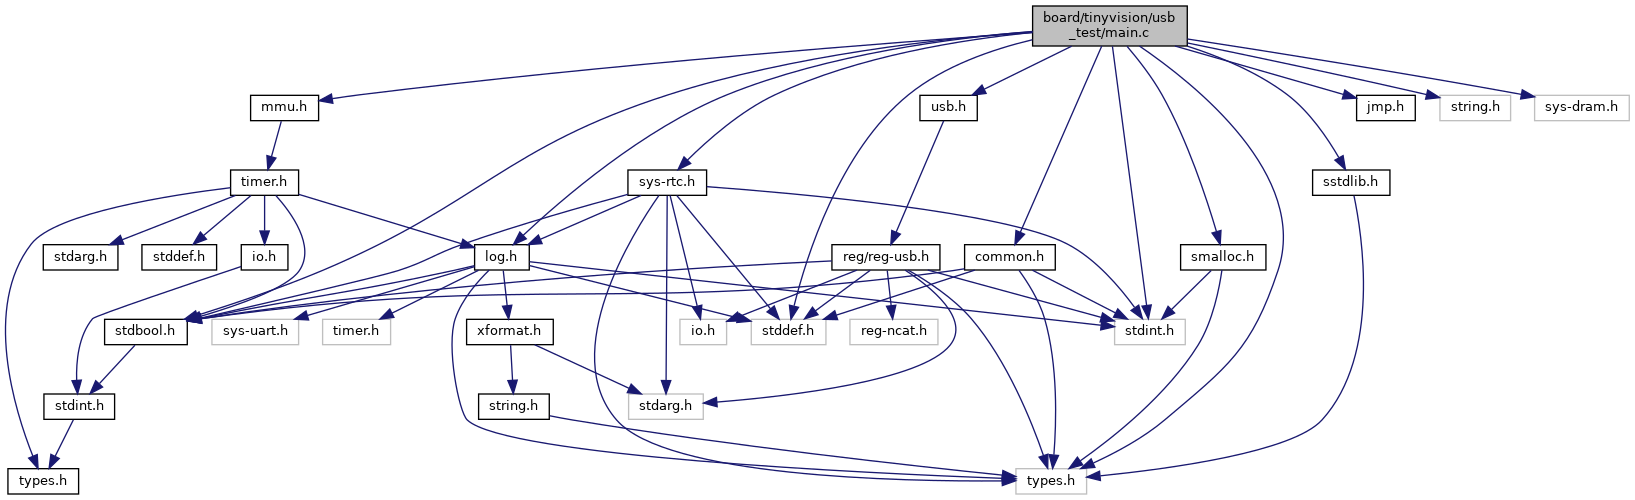 board/tinyvision/usb
_test/main.c
mmu.h
usb.h
jmp.h
string.h
sys-dram.h
timer.h
sys-rtc.h
sstdlib.h
stdarg.h
stddef.h
io.h
log.h
reg/reg-usb.h
common.h
smalloc.h
stdbool.h
sys-uart.h
timer.h
xformat.h
io.h
stddef.h
reg-ncat.h
stdint.h
stdint.h
string.h
stdarg.h
types.h
types.h